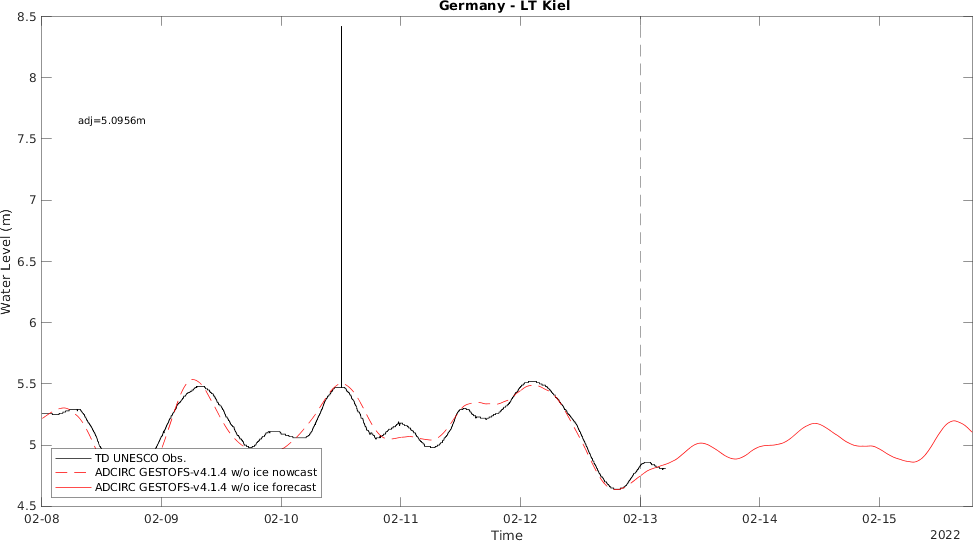 Germany - LT Kiel
8.5
8
7.5
7
6.5
6
5.5
5
4.5
Water Level (m)
adj=5.0956m
TD UNESCO Obs.
ADCIRC GESTOFS-v4.1.4 w/o ice nowcast
ADCIRC GESTOFS-v4.1.4 w/o ice forecast
02-08 02-09 02-10 02-11 02-12 02-13 02-14 02-15
Time
2022